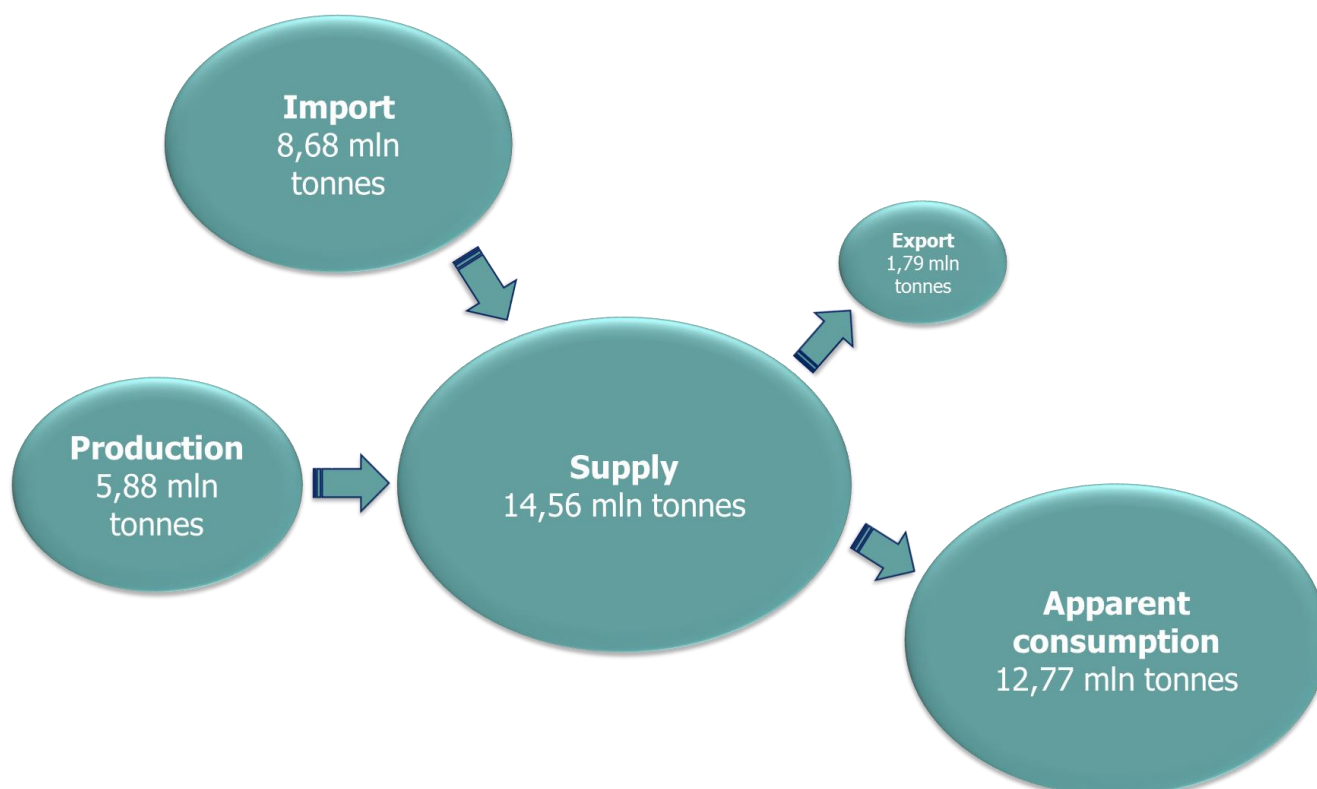 Import
8,68 mln
tonnes
Export
1,79 mln
tonnes
Production
5,88 mln
tonnes
Supply
14,56 mln tonnes
Apparent
consumption
12,77 mln tonnes